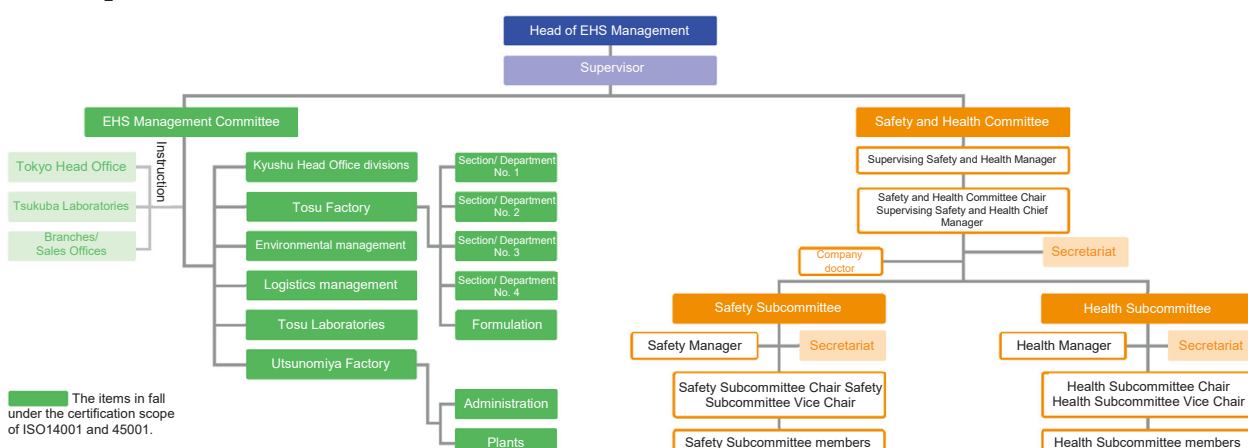 Head of EHS Management
Supervisor
EHS Management Committee
Instruction
Tokyo Head Office
Tsukuba Laboratories
Branches/
Sales Offices
Kyushu Head Office divisions
Tosu Factory
Environmental management
Logistics management
Tosu Laboratories
Utsunomiya Factory
Section/ Department
No. 1
Section/ Department
No. 2
Section/ Department
No. 3
Section/ Department
No. 4
Formulation
Administration
Plants
The items in fall
under the certification scope
of ISO14001 and 45001.
Safety and Health Committee
Supervising Safety and Health Manager
Safety and Health Committee Chair
Supervising Safety and Health Chief
Manager
Company
doctor
Secretariat
Safety Subcommittee
Safety Manager
Secretariat
Safety Subcommittee Chair Safety
Subcommittee Vice Chair
Safety Subcommittee members
Health Subcommittee
Health Manager
Secretariat
Health Subcommittee Chair
Health Subcommittee Vice Chair
Health Subcommittee members